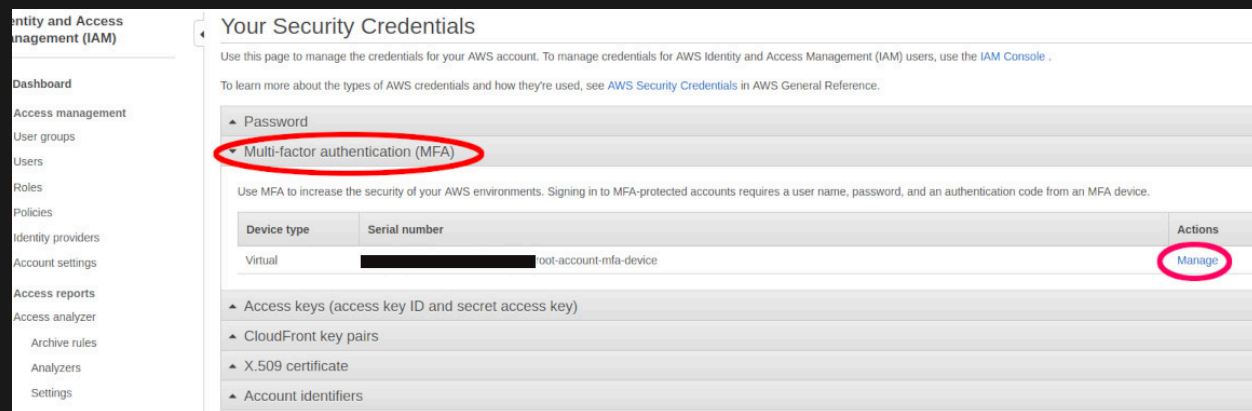 entity and Access
anagement (IAM)
Dashboard
Access management
User groups
Users
Roles
Policies
Identity providers
Account settings
Access reports
Access analyzer
Archive rules
Analyzers
Settings
Your Security Credentials
Use this page to manage the credentials for your AWS account. To manage credentials for AWS Identity and Access Management (IAM) users, use the IAM Console .
To learn more about the types of AWS credentials and how they're used, see AWS Security Credentials in AWS General Reference.
Password
Multi-factor authentication (MFA)
Use MFA to increase the security of your AWS environments. Signing in to MFA-protected accounts requires a user name, password, and an authentication code from an MFA device.
Device type Serial number Actions
Virtual root-account-mfa-device Manage
Access keys (access key ID and secret access key)
CloudFront key pairs
X.509 certificate
Account identifiers